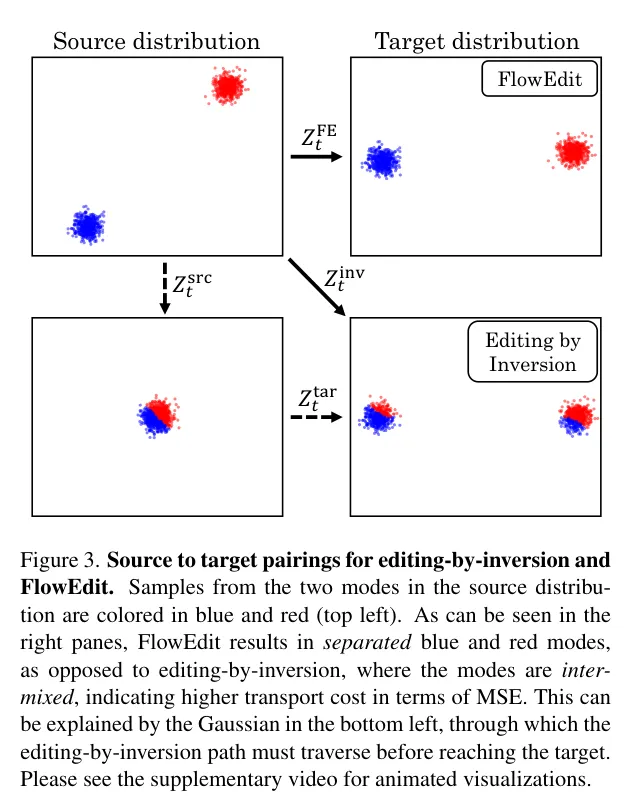 Source distribution
Target distribution
FlowEdit
Z_t^FE
Z_t^src
Z_t^inv
Editing by
Inversion
Z_t^tar
Figure 3. Source to target pairings for editing-by-inversion and
FlowEdit. Samples from the two modes in the source distribu-
tion are colored in blue and red (top left). As can be seen in the
right panes, FlowEdit results in separated blue and red modes,
as opposed to editing-by-inversion, where the modes are inter-
mixed, indicating higher transport cost in terms of MSE. This can
be explained by the Gaussian in the bottom left, through which the
editing-by-inversion path must traverse before reaching the target.
Please see the supplementary video for animated visualizations.